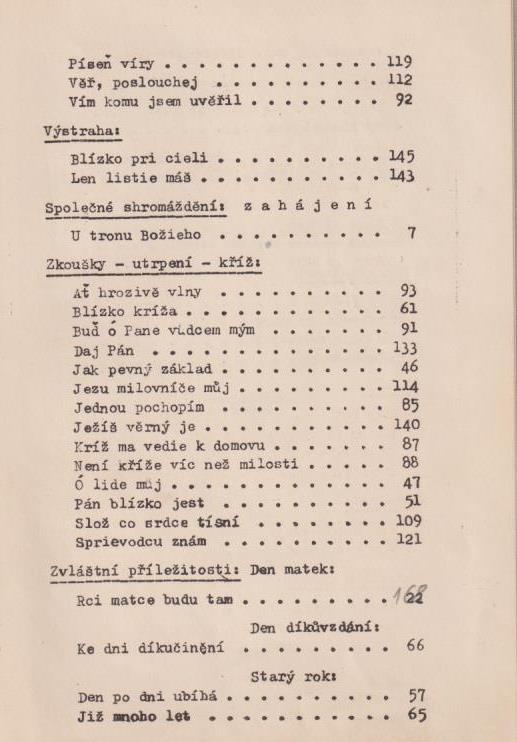 Píseň víry . . . . . . . . . . . . . 119
Věř, poslouchej . . . . . . . . . . 112
Vím komu jsem uvěřil . . . . . . . . 92
Výstraha:
Blízko pri cieli . . . . . . . . . . 145
Len listie máš . . . . . . . . . . . 143
Společné shromáždění: z a h á j e n í
U tronu Božieho . . . . . . . . . . 7
Zkoušky - utrpení - kříž:
Ať hrozivě vlny . . . . . . . . . . 93
Blízko kríža . . . . . . . . . . . . 61
Buď ó Pane vůdcem mým . . . . . . . 91
Daj Pán . . . . . . . . . . . . . . 133
Jak pevný základ . . . . . . . . . . 46
Jezu milovníče můj . . . . . . . . . 114
Jednou pochopím . . . . . . . . . . 85
Ježíš věrný je . . . . . . . . . . . 140
Kríž ma vedie k domovu . . . . . . . 87
Není kříže víc než milosti . . . . . 88
Ó lide můj . . . . . . . . . . . . . 47
Pán blízko jest . . . . . . . . . . 51
Slož co srdce tísní . . . . . . . . 109
Sprievodcu znám . . . . . . . . . . 121
Zvláštní příležitosti: Den matek:
Rci matce budu tam . . . . . . . . . 22 168
Den díkůvzdání:
Ke dni díkučinění . . . . . . . . . 66
Starý rok:
Den po dni ubíhá . . . . . . . . . . 57
Již mnoho let . . . . . . . . . . . 65